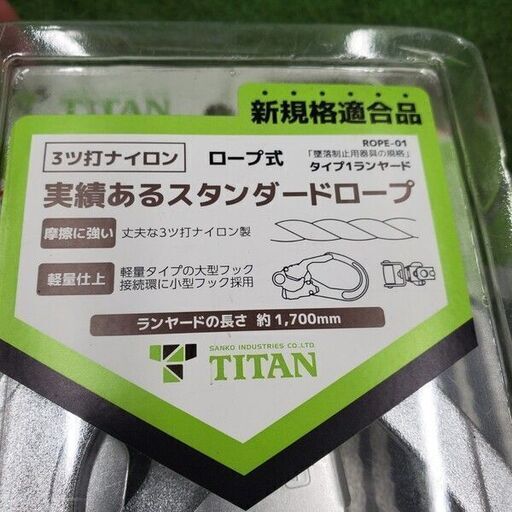 TITAN
新規格適合品
3ツ打ナイロン ロープ式
ROPE-01
「墜落制止用器具の規格」
タイプ1ランヤード
実績あるスタンダードロープ
摩擦に強い 丈夫な3ツ打ナイロン製
軽量仕上 軽量タイプの大型フック
接続環に小型フック採用
ランヤードの長さ 約1,700mm
SANKO INDUSTRIES CO.,LTD.
TITAN